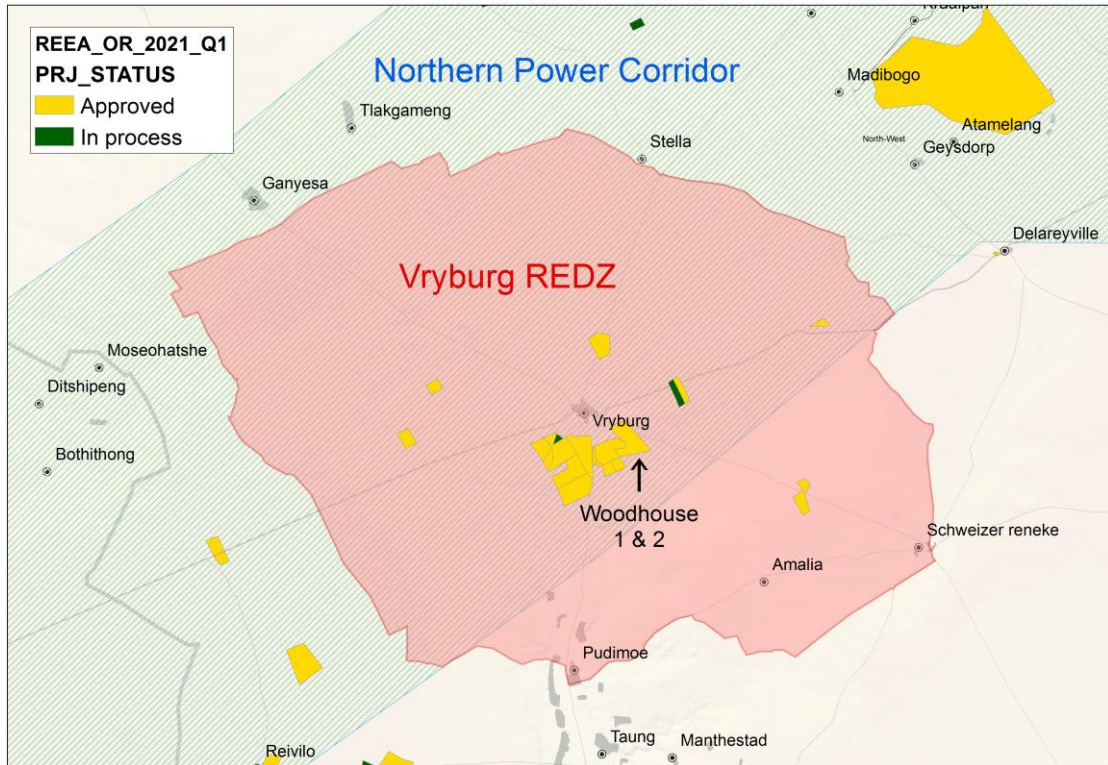 REEA_OR_2021_Q1
PRJ_STATUS
Approved
In process
Northern Power Corridor
Kraaipan
Madibogo
Tlakgameng
Atamelang
North-West
Geysdorp
Stella
Ganyesa
Delareyville
Vryburg REDZ
Moseohatshe
Ditshipeng
Vryburg
Bothithong
Woodhouse
1 & 2
Schweizer reneke
Amalia
Pudimoe
Taung
Manthestad
Reivilo